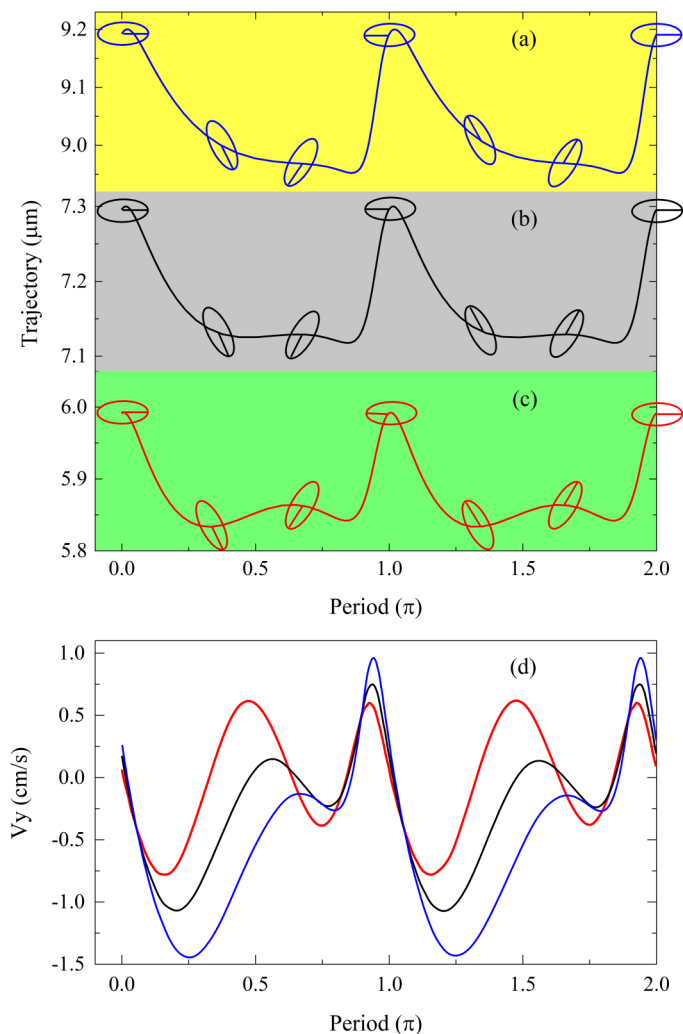 9.2
(a)
9.1
9.0
7.3
(b)
7.2
7.1
Trajectory (μm)
6.0
(c)
5.9
5.8
0.0 0.5 1.0 1.5 2.0
Period (π)
1.0
(d)
0.5
0.0
-0.5
-1.0
-1.5
Vy (cm/s)
0.0 0.5 1.0 1.5 2.0
Period (π)